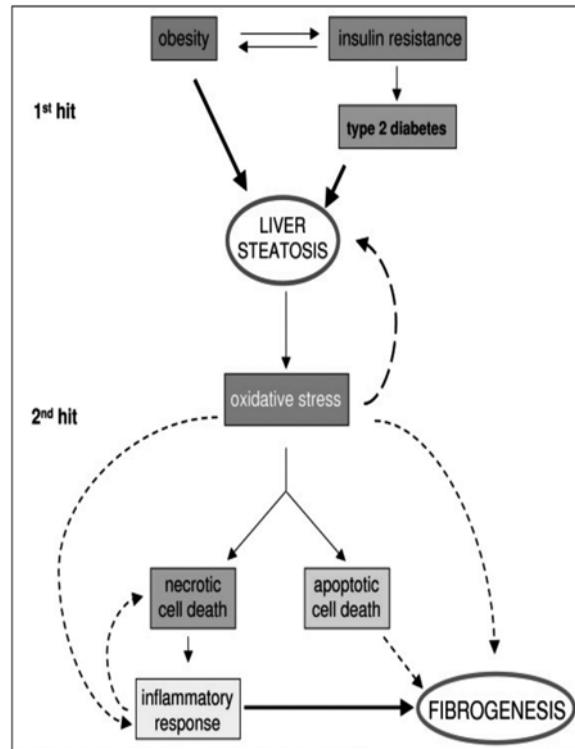 obesity
insulin resistance
1st hit
type 2 diabetes
LIVER
STEATOSIS
oxidative stress
2nd hit
necrotic
cell death
apoptotic
cell death
inflammatory
response
FIBROGENESIS